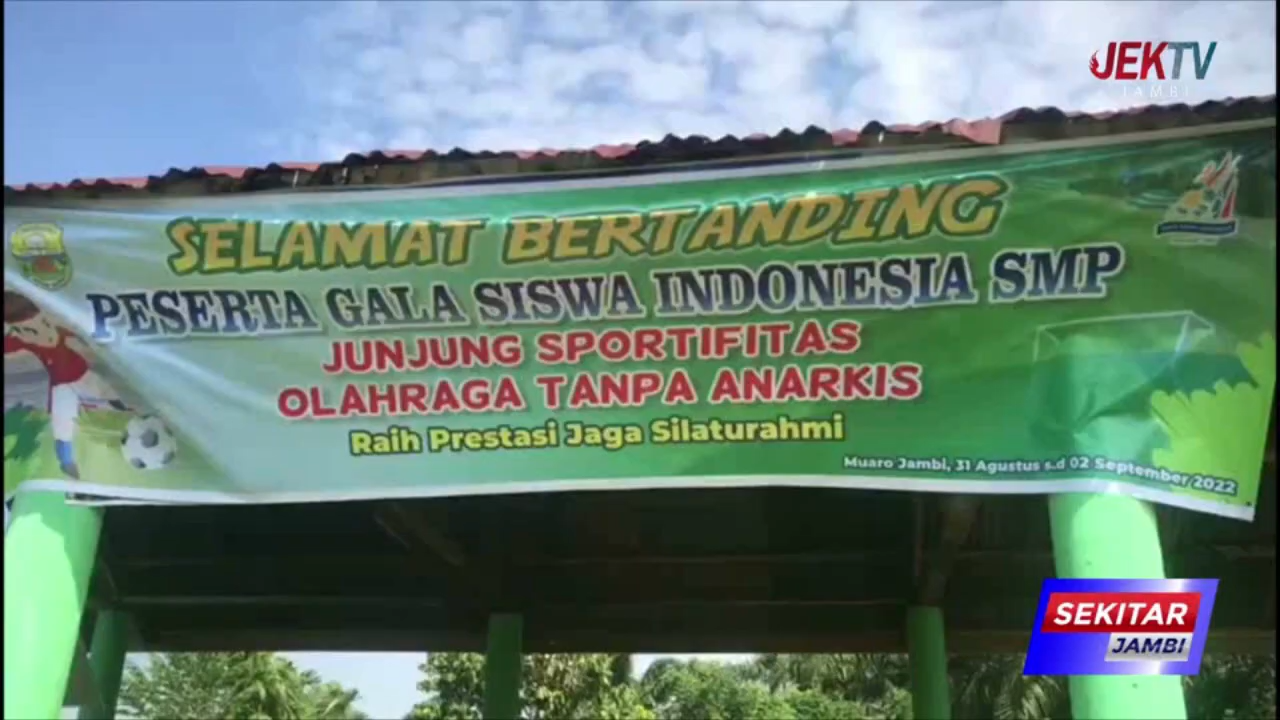 JEKTV
JAMBI
SELAMAT BERTANDING
PESERTA GALA SISWA INDONESIA SMP
JUNJUNG SPORTIFITAS
OLAHRAGA TANPA ANARKIS
Raih Prestasi Jaga Silaturahmi
Muaro Jambi, 31 Agustus s.d 02 September 2022
SEKITAR
JAMBI